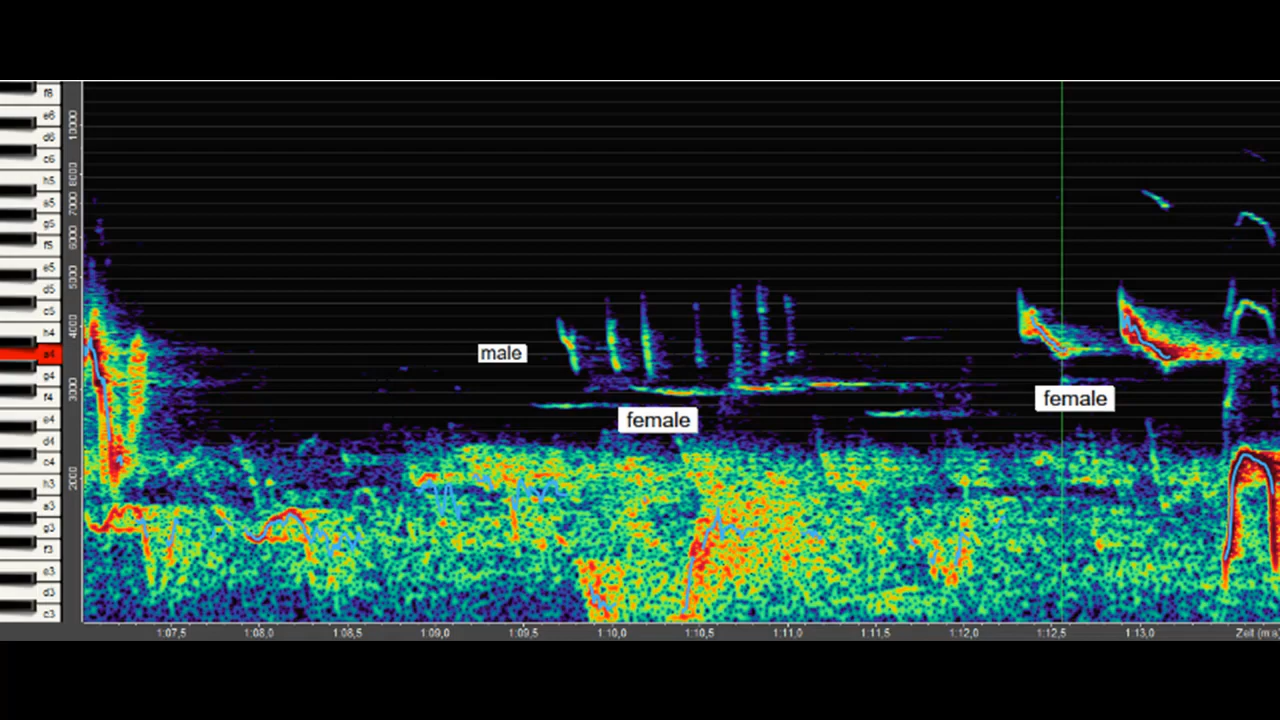 f6
e6
d6
c6
h5
a5
g5
f5
e5
d5
c5
h4
a4
g4
f4
e4
d4
c4
h3
a3
g3
f3
e3
d3
c3
10000
8000
7000
6000
5000
4000
3000
2000
male
female
female
1:07,5
1:08,0
1:08,5
1:09,0
1:09,5
1:10,0
1:10,5
1:11,0
1:11,5
1:12,0
1:12,5
1:13,0
Zeit